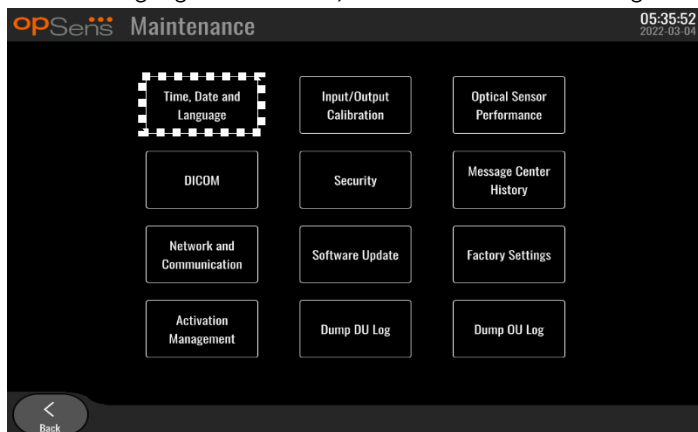 opSens Maintenance
05:35:52
2022-03-04
Time, Date and
Language
Input/Output
Calibration
Optical Sensor
Performance
DICOM
Security
Message Center
History
Network and
Communication
Software Update
Factory Settings
Activation
Management
Dump DU Log
Dump OU Log
Back